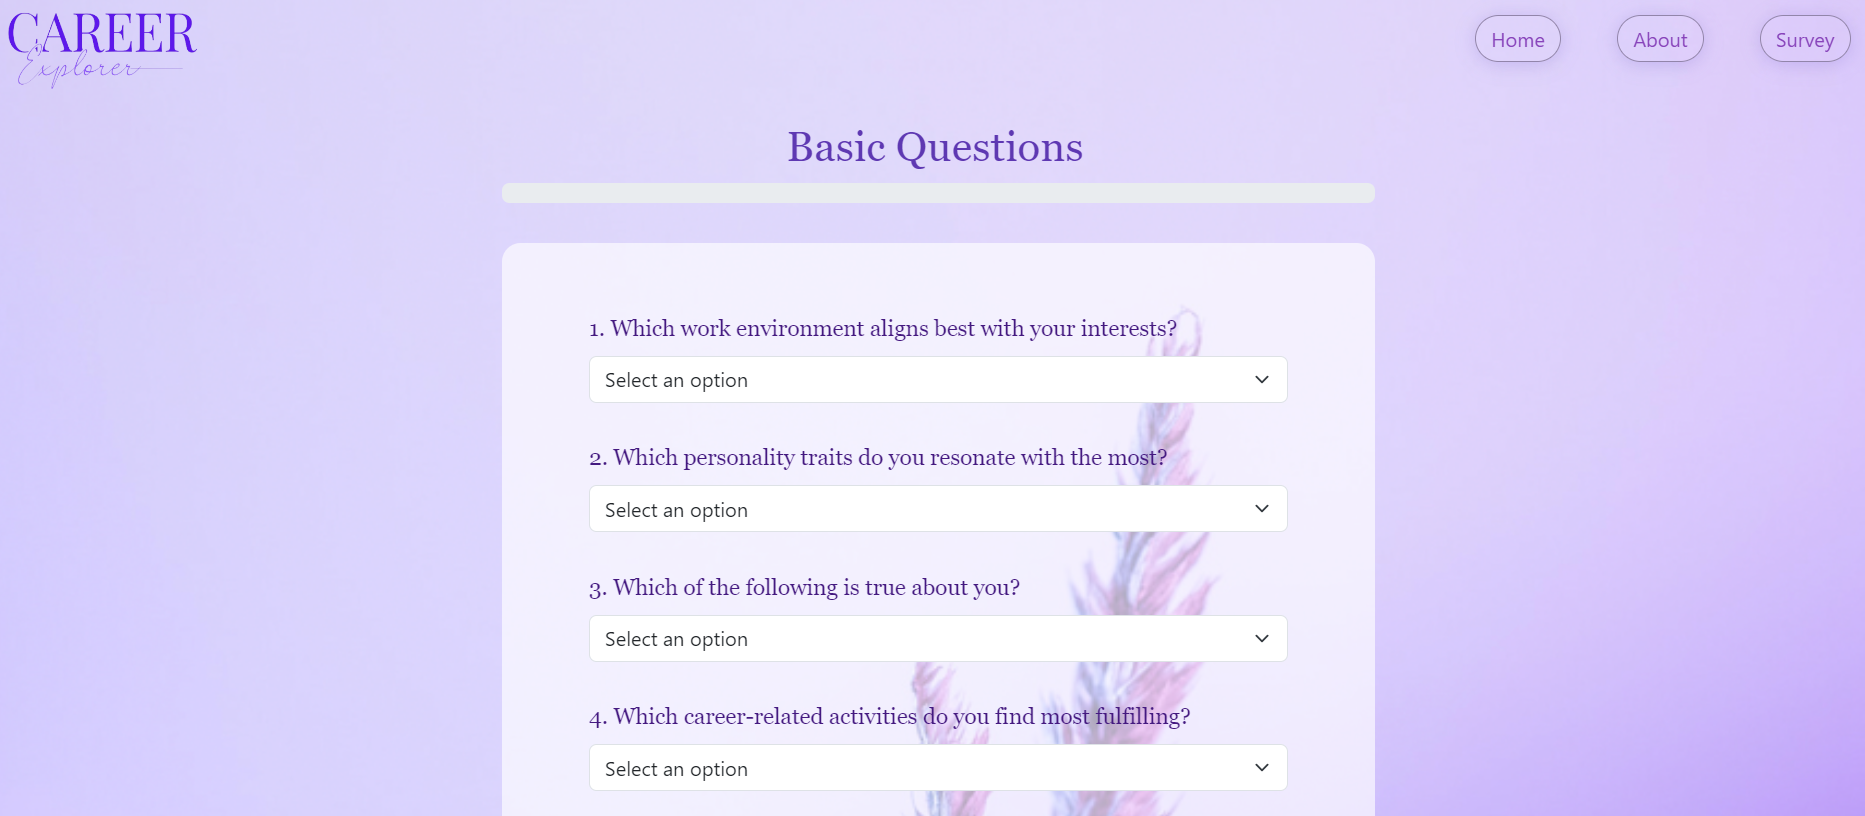 CAREER
Explorer
Home About Survey
Basic Questions
1. Which work environment aligns best with your interests?
Select an option
2. Which personality traits do you resonate with the most?
Select an option
3. Which of the following is true about you?
Select an option
4. Which career-related activities do you find most fulfilling?
Select an option